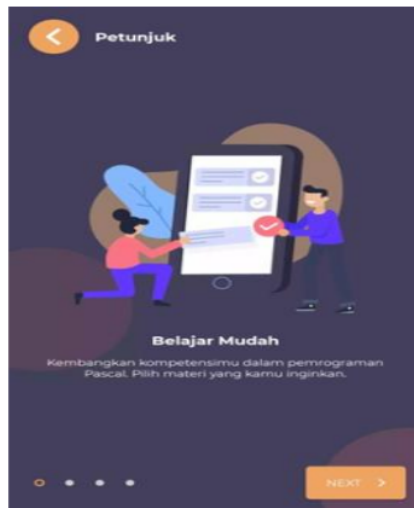 Petunjuk
Belajar Mudah
Kembangkan kompetensimu dalam pemrograman
Pascal. Pilih materi yang kamu inginkan.
NEXT